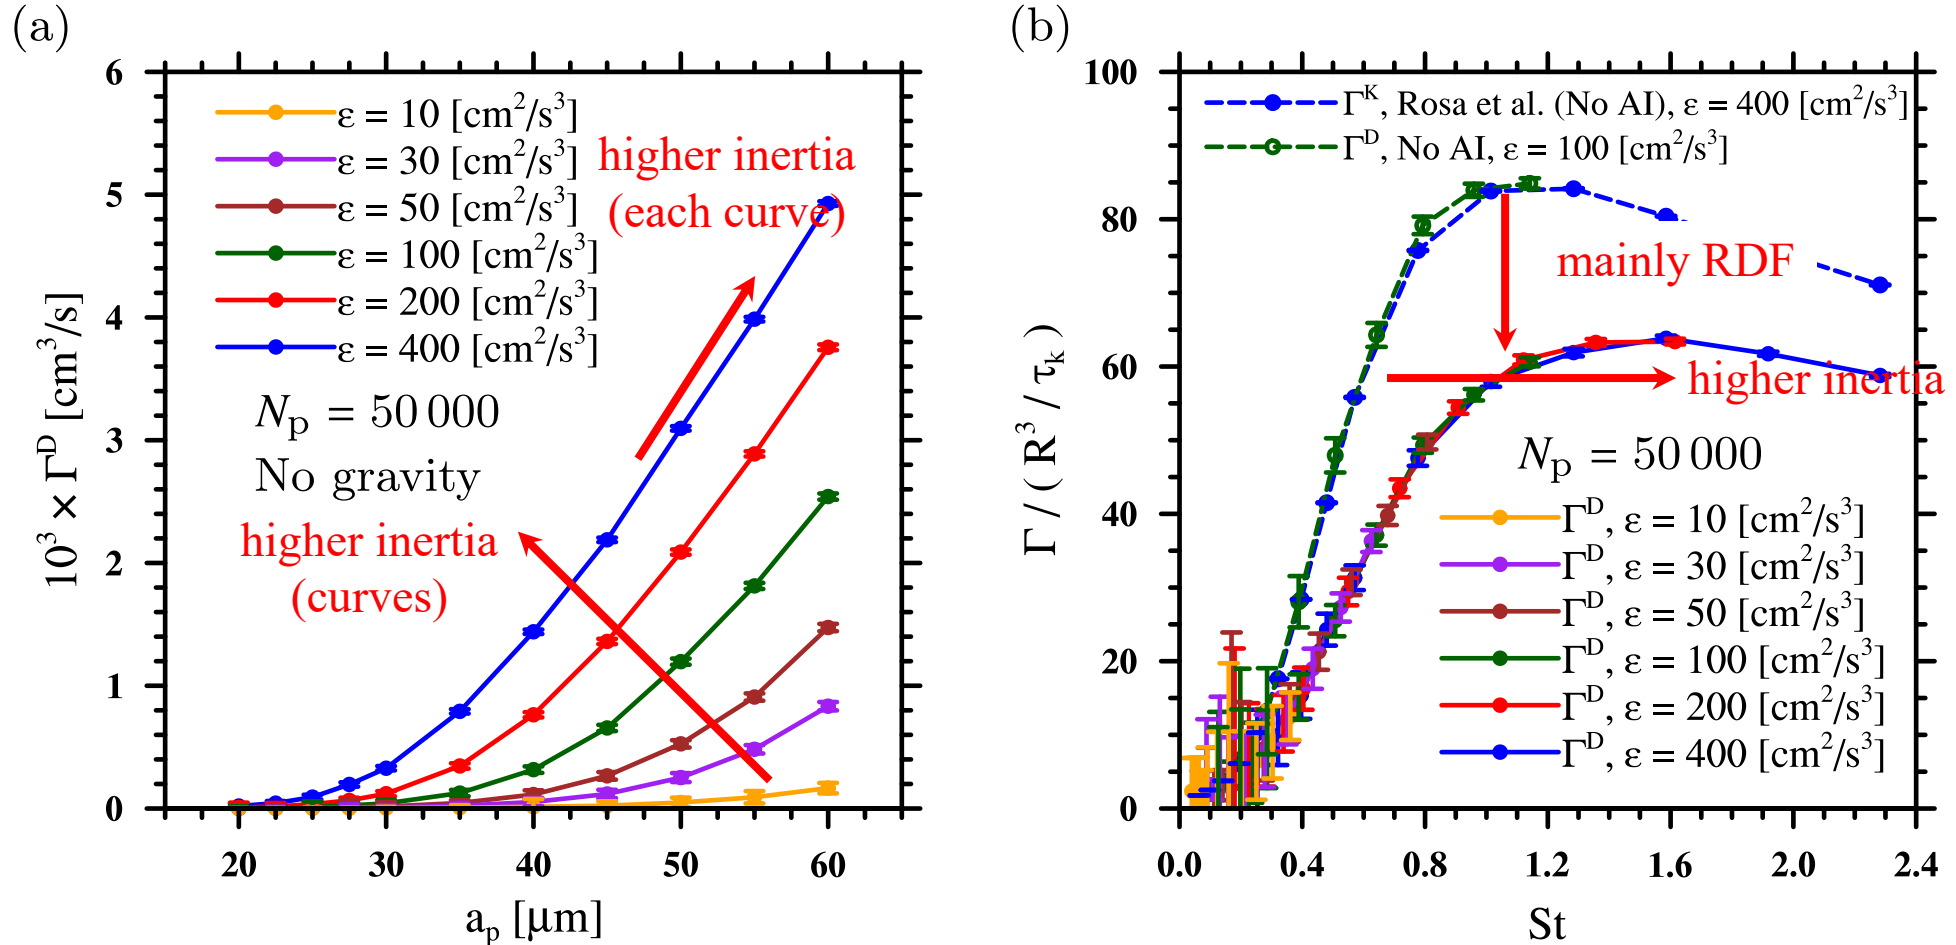 (a)
6
5
4
3
2
1
0
20
30
40
50
60
10³ × Γᴰ [cm³/s]
aₚ [μm]
ε = 10 [cm²/s³]
ε = 30 [cm²/s³]
ε = 50 [cm²/s³]
ε = 100 [cm²/s³]
ε = 200 [cm²/s³]
ε = 400 [cm²/s³]
higher inertia
(each curve)
Nₚ = 50 000
No gravity
higher inertia
(curves)
(b)
100
80
60
40
20
0
0.0
0.4
0.8
1.2
1.6
2.0
2.4
Γ / ( R³ / τₖ )
St
Γᴷ, Rosa et al. (No AI), ε = 400 [cm²/s³]
Γᴰ, No AI, ε = 100 [cm²/s³]
mainly RDF
higher inertia
Nₚ = 50 000
Γᴰ, ε = 10 [cm²/s³]
Γᴰ, ε = 30 [cm²/s³]
Γᴰ, ε = 50 [cm²/s³]
Γᴰ, ε = 100 [cm²/s³]
Γᴰ, ε = 200 [cm²/s³]
Γᴰ, ε = 400 [cm²/s³]